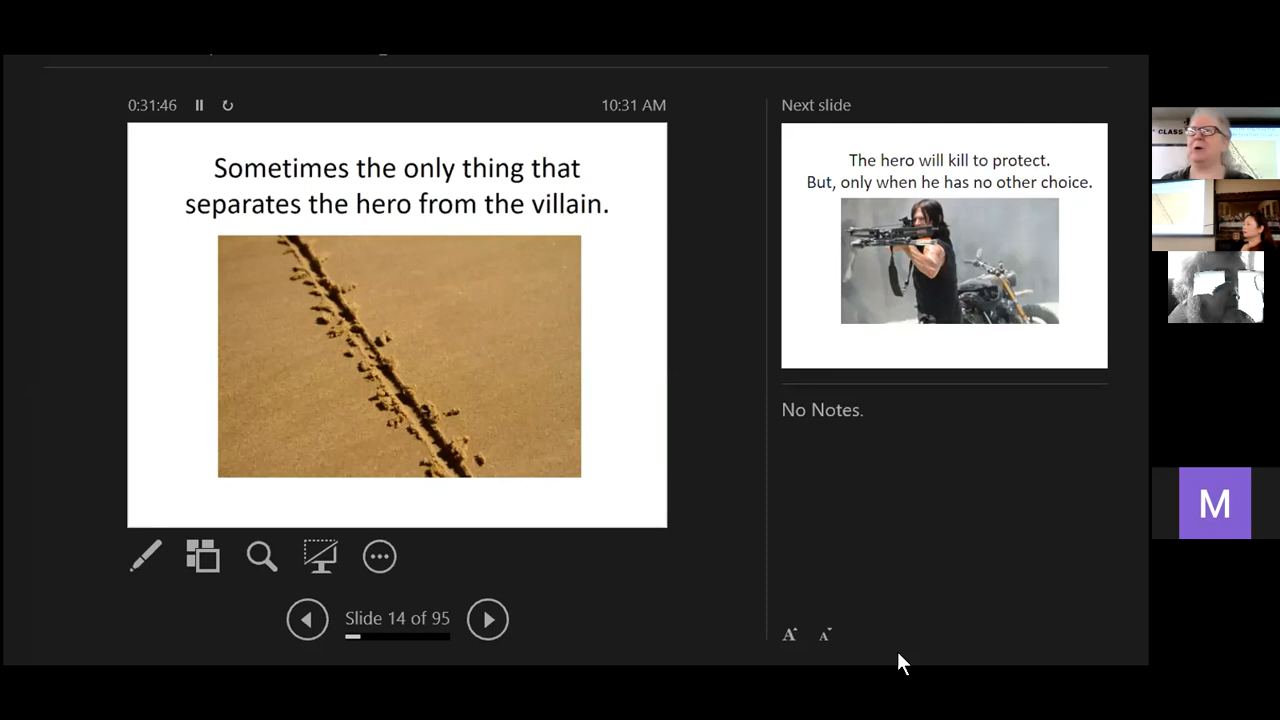 0:31:46
10:31 AM
Sometimes the only thing that
separates the hero from the villain.
Slide 14 of 95
Next slide
The hero will kill to protect.
But, only when he has no other choice.
No Notes.
A A
CLASS
M